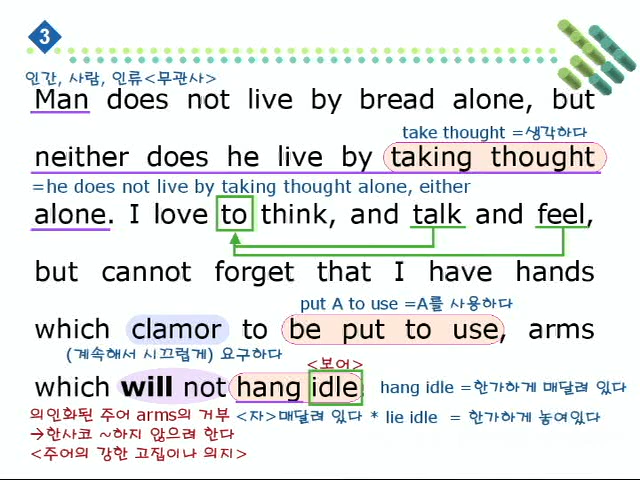 3
인간, 사람, 인류<무관사>
Man does not live by bread alone, but
take thought =생각하다
neither does he live by taking thought
=he does not live by taking thought alone, either
alone. I love to think, and talk and feel,
but cannot forget that I have hands
put A to use =A를 사용하다
which clamor to be put to use, arms
(계속해서 시끄럽게) 요구하다
<보어>
which will not hang idle. hang idle =한가하게 매달려 있다
의인화된 주어 arms의 거부 <자>매달려 있다 * lie idle = 한가하게 놓여있다
→한사코 ~하지 않으려 한다
<주어의 강한 고집이나 의지>